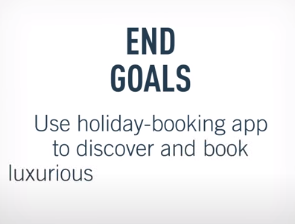 END
GOALS
Use holiday-booking app
to discover and book
luxurious